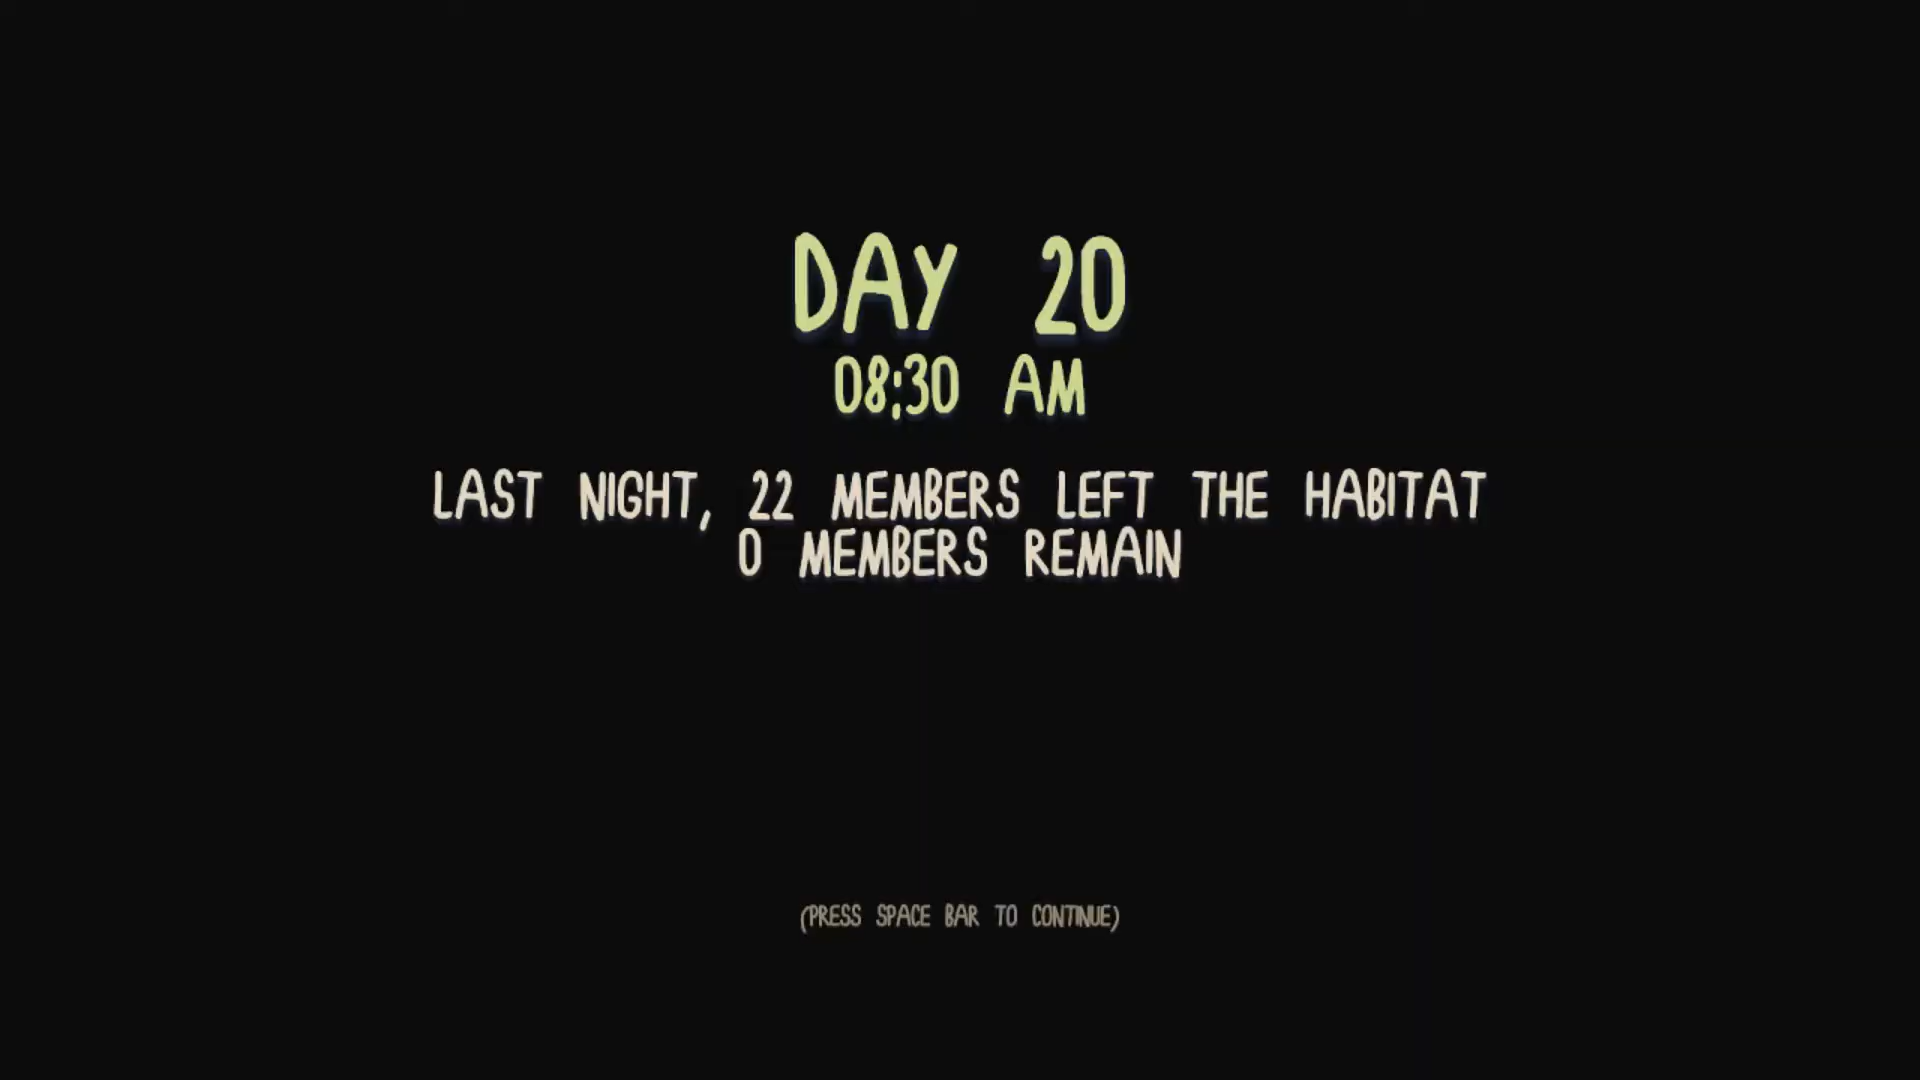 DAY 20
08:30 AM
LAST NIGHT, 22 MEMBERS LEFT THE HABITAT
0 MEMBERS REMAIN
(PRESS SPACE BAR TO CONTINUE)